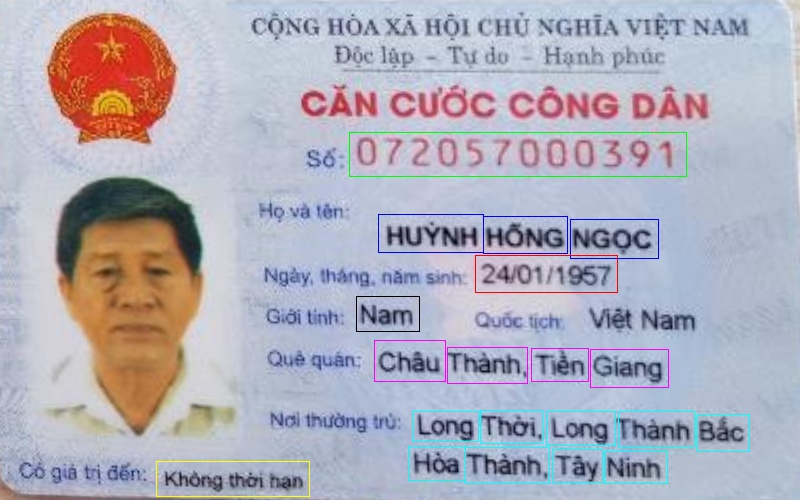 CỘNG HÒA XÃ HỘI CHỦ NGHĨA VIỆT NAM
Độc lập - Tự do - Hạnh phúc
CĂN CƯỚC CÔNG DÂN
Số: 072057000391
Họ và tên:
HUỲNH HỒNG NGỌC
Ngày, tháng, năm sinh: 24/01/1957
Giới tính: Nam Quốc tịch: Việt Nam
Quê quán: Châu Thành, Tiền Giang
Nơi thường trú: Long Thời, Long Thành Bắc
Hòa Thành, Tây Ninh
Có giá trị đến: Không thời hạn